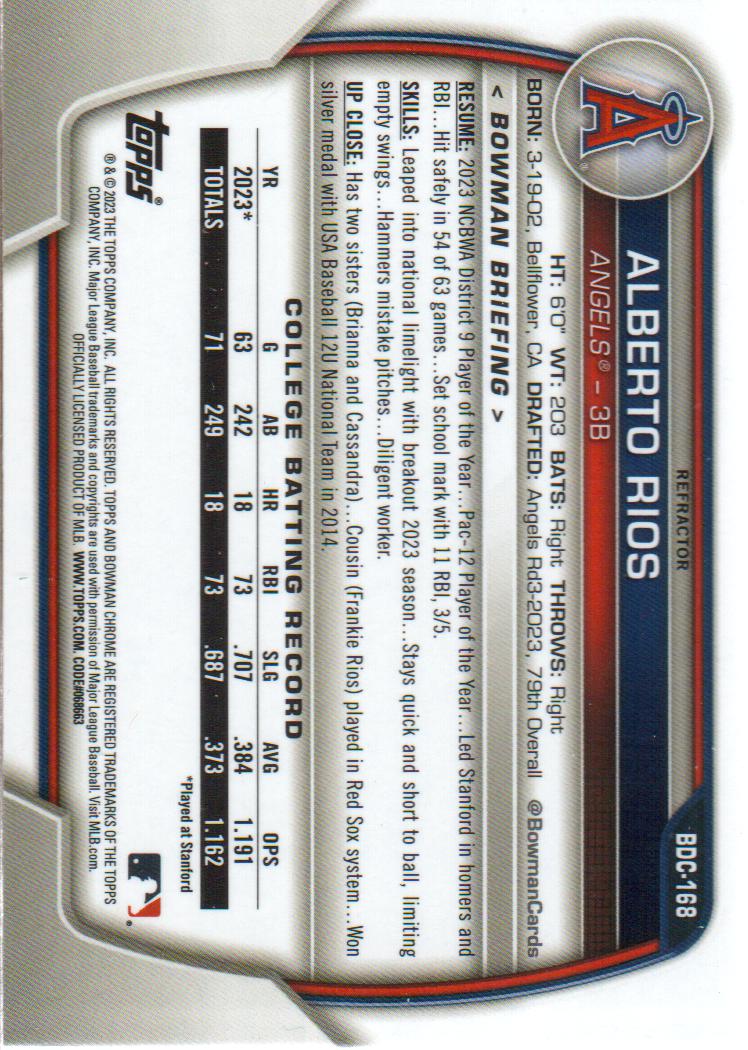 REFRACTOR
BDC-168
ALBERTO RIOS
ANGELS® – 3B
A®
HT: 6'0" WT: 203 BATS: Right THROWS: Right
BORN: 3-19-02, Bellflower, CA DRAFTED: Angels Rd3-2023, 79th Overall @BowmanCards
< BOWMAN BRIEFING >
RESUME: 2023 NCBWA District 9 Player of the Year...Pac-12 Player of the Year...Led Stanford in homers and
RBI...Hit safely in 54 of 63 games...Set school mark with 11 RBI, 3/5.
SKILLS: Leaped into national limelight with breakout 2023 season...Stays quick and short to ball, limiting
empty swings...Hammers mistake pitches...Diligent worker.
UP CLOSE: Has two sisters (Brianna and Cassandra)...Cousin (Frankie Rios) played in Red Sox system...Won
silver medal with USA Baseball 12U National Team in 2014.
COLLEGE BATTING RECORD
YR G AB HR RBI SLG AVG OPS
2023* 63 242 18 73 .707 .384 1.191
TOTALS 71 249 18 73 .687 .373 1.162
*Played at Stanford
topps®
® & © 2023 THE TOPPS COMPANY, INC. ALL RIGHTS RESERVED. TOPPS AND BOWMAN CHROME ARE REGISTERED TRADEMARKS OF THE TOPPS
COMPANY, INC. Major League Baseball trademarks and copyrights are used with permission of Major League Baseball. Visit MLB.com.
OFFICIALLY LICENSED PRODUCT OF MLB. WWW.TOPPS.COM. CODE#068663